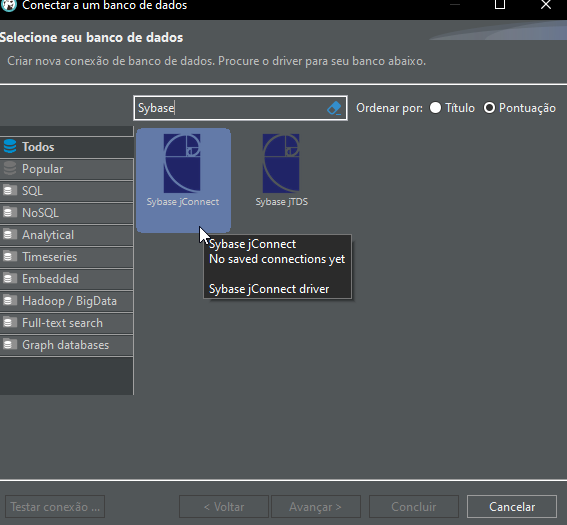 Conectar a um banco de dados
Selecione seu banco de dados
Criar nova conexão de banco de dados. Procure o driver para seu banco abaixo.
Sybase
Ordenar por: Título Pontuação
Todos
Popular
SQL
NoSQL
Analytical
Timeseries
Embedded
Hadoop / BigData
Full-text search
Graph databases
Sybase jConnect
Sybase jTDS
Sybase jConnect
No saved connections yet
Sybase jConnect driver
Testar conexão ...
< Voltar
Avançar >
Concluir
Cancelar